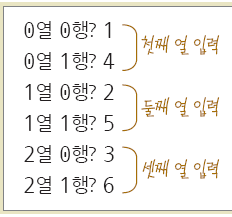 0열 0행? 1
0열 1행? 4
첫째 열 입력
1열 0행? 2
1열 1행? 5
둘째 열 입력
2열 0행? 3
2열 1행? 6
셋째 열 입력